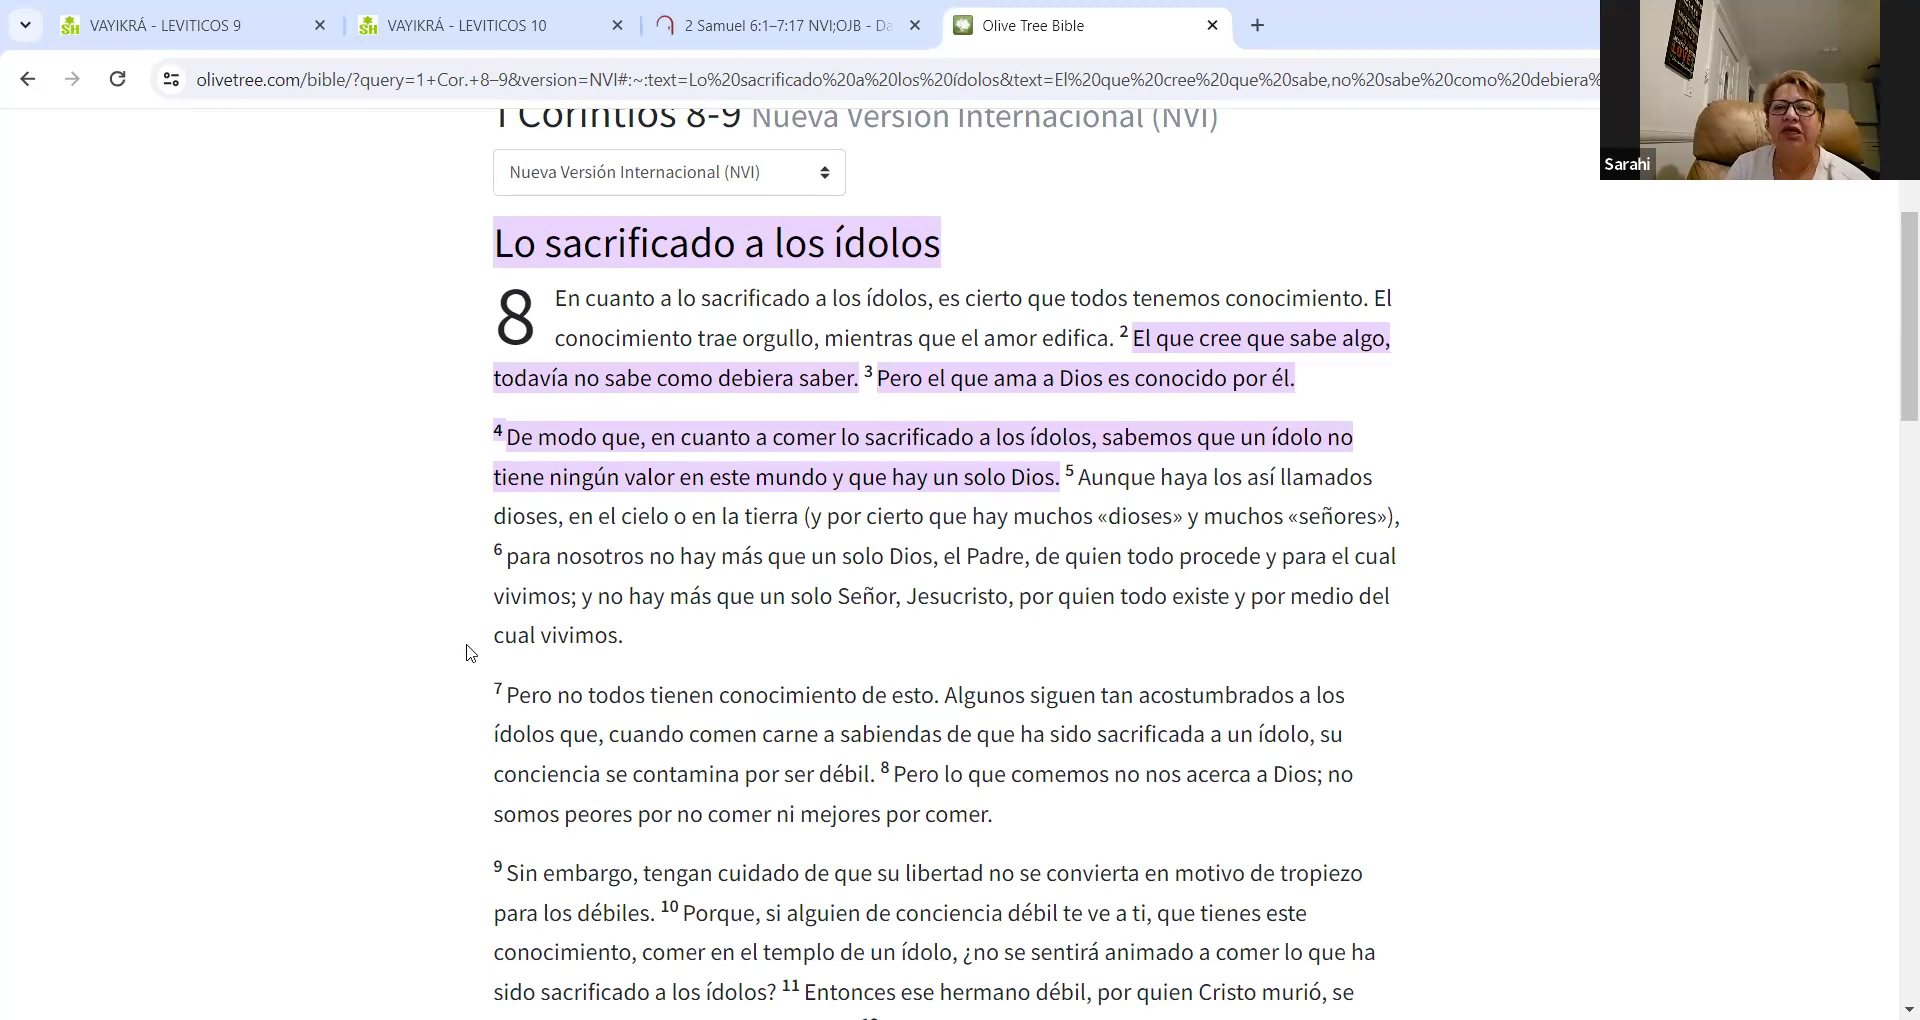 VAYIKRÁ - LEVITICOS 9
VAYIKRÁ - LEVITICOS 10
2 Samuel 6:1–7:17 NVI;OJB - Da
Olive Tree Bible
olivetree.com/bible/?query=1+Cor.+8–9&version=NVI#:~:text=Lo%20sacrificado%20a%20los%20ídolos&text=El%20que%20cree%20que%20sabe,no%20sabe%20como%20debiera%
Sarahi
1 Corintios 8-9 Nueva Versión Internacional (NVI)
Nueva Versión Internacional (NVI)
Lo sacrificado a los ídolos
8 En cuanto a lo sacrificado a los ídolos, es cierto que todos tenemos conocimiento. El
conocimiento trae orgullo, mientras que el amor edifica. 2 El que cree que sabe algo,
todavía no sabe como debiera saber. 3 Pero el que ama a Dios es conocido por él.
4 De modo que, en cuanto a comer lo sacrificado a los ídolos, sabemos que un ídolo no
tiene ningún valor en este mundo y que hay un solo Dios. 5 Aunque haya los así llamados
dioses, en el cielo o en la tierra (y por cierto que hay muchos «dioses» y muchos «señores»),
6 para nosotros no hay más que un solo Dios, el Padre, de quien todo procede y para el cual
vivimos; y no hay más que un solo Señor, Jesucristo, por quien todo existe y por medio del
cual vivimos.
7 Pero no todos tienen conocimiento de esto. Algunos siguen tan acostumbrados a los
ídolos que, cuando comen carne a sabiendas de que ha sido sacrificada a un ídolo, su
conciencia se contamina por ser débil. 8 Pero lo que comemos no nos acerca a Dios; no
somos peores por no comer ni mejores por comer.
9 Sin embargo, tengan cuidado de que su libertad no se convierta en motivo de tropiezo
para los débiles. 10 Porque, si alguien de conciencia débil te ve a ti, que tienes este
conocimiento, comer en el templo de un ídolo, ¿no se sentirá animado a comer lo que ha
sido sacrificado a los ídolos? 11 Entonces ese hermano débil, por quien Cristo murió, se